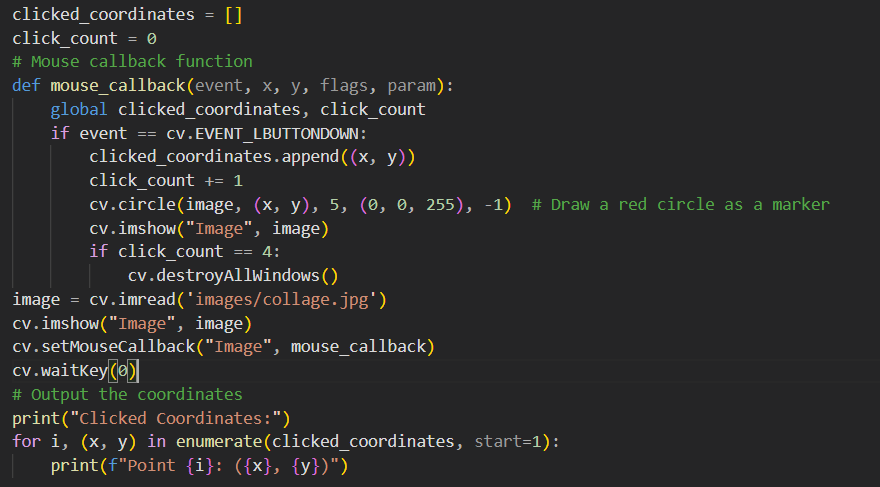 clicked_coordinates = []
click_count = 0
# Mouse callback function
def mouse_callback(event, x, y, flags, param):
    global clicked_coordinates, click_count
    if event == cv.EVENT_LBUTTONDOWN:
        clicked_coordinates.append((x, y))
        click_count += 1
        cv.circle(image, (x, y), 5, (0, 0, 255), -1)  # Draw a red circle as a marker
        cv.imshow("Image", image)
        if click_count == 4:
            cv.destroyAllWindows()
image = cv.imread('images/collage.jpg')
cv.imshow("Image", image)
cv.setMouseCallback("Image", mouse_callback)
cv.waitKey(0)
# Output the coordinates
print("Clicked Coordinates:")
for i, (x, y) in enumerate(clicked_coordinates, start=1):
    print(f"Point {i}: ({x}, {y})")